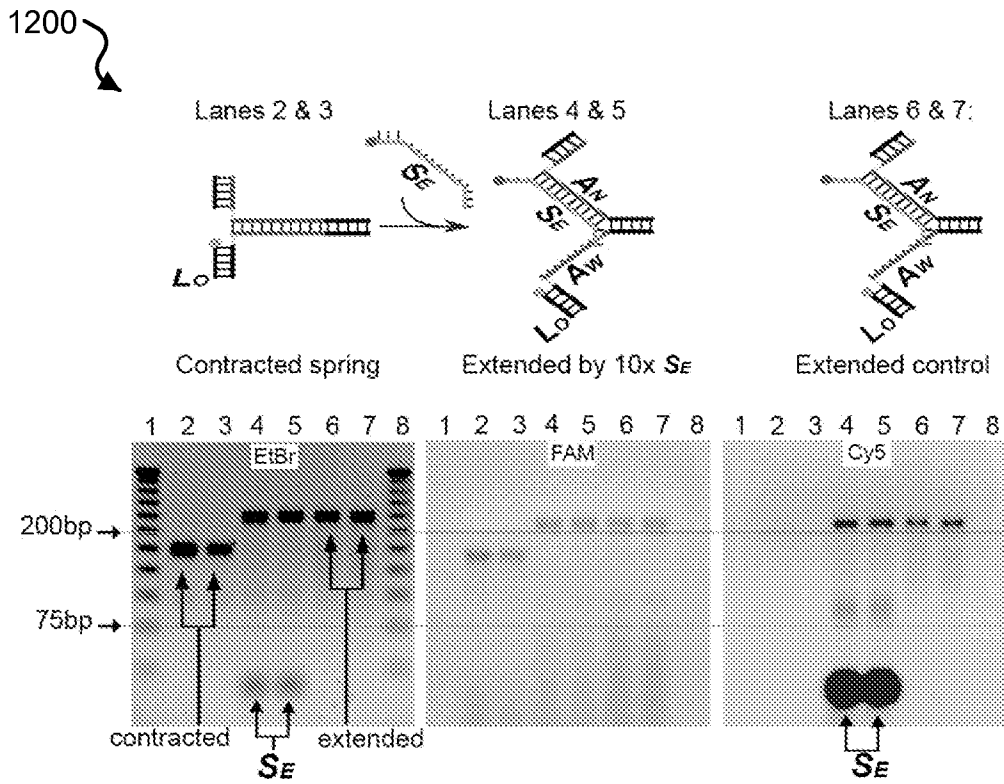 1200
Lanes 2 & 3
Lanes 4 & 5
Lanes 6 & 7:
SE
AN
SE
AW
LO
AN
SE
AW
LO
LO
Contracted spring
Extended by 10x SE
Extended control
1 2 3 4 5 6 7 8
1 2 3 4 5 6 7 8
1 2 3 4 5 6 7 8
EtBr
FAM
Cy5
200bp
75bp
contracted
SE
extended
SE